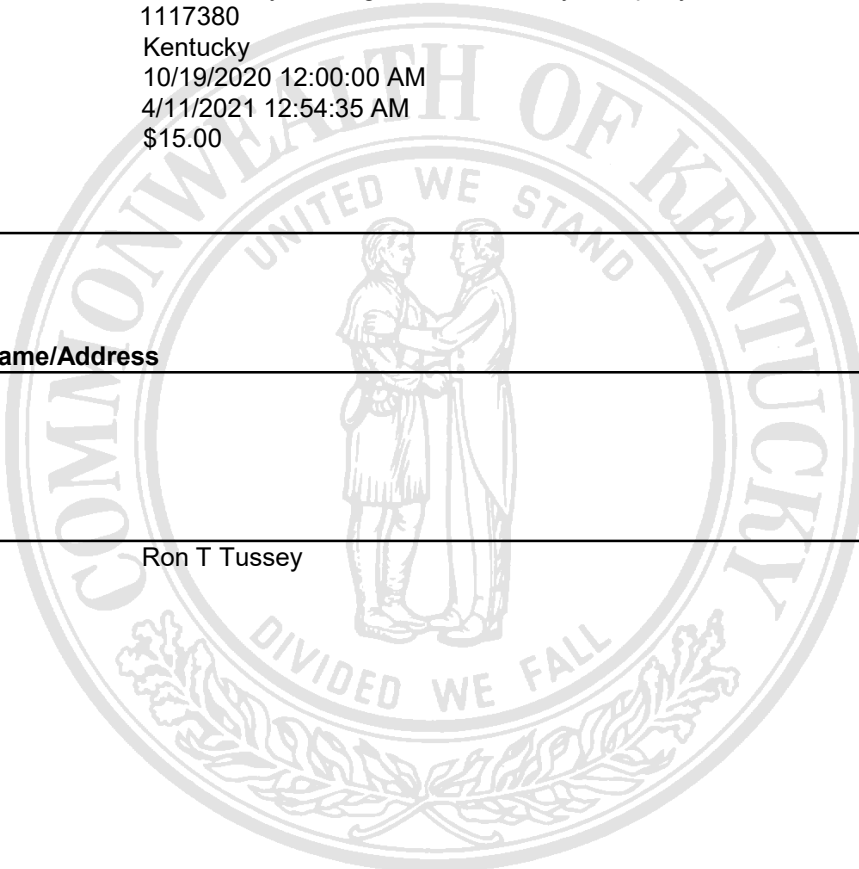 1117380
Kentucky
10/19/2020 12:00:00 AM
4/11/2021 12:54:35 AM
$15.00
COMMONWEALTH OF KENTUCKY
UNITED WE STAND
ame/Address
Ron T Tussey
DIVIDED WE FALL